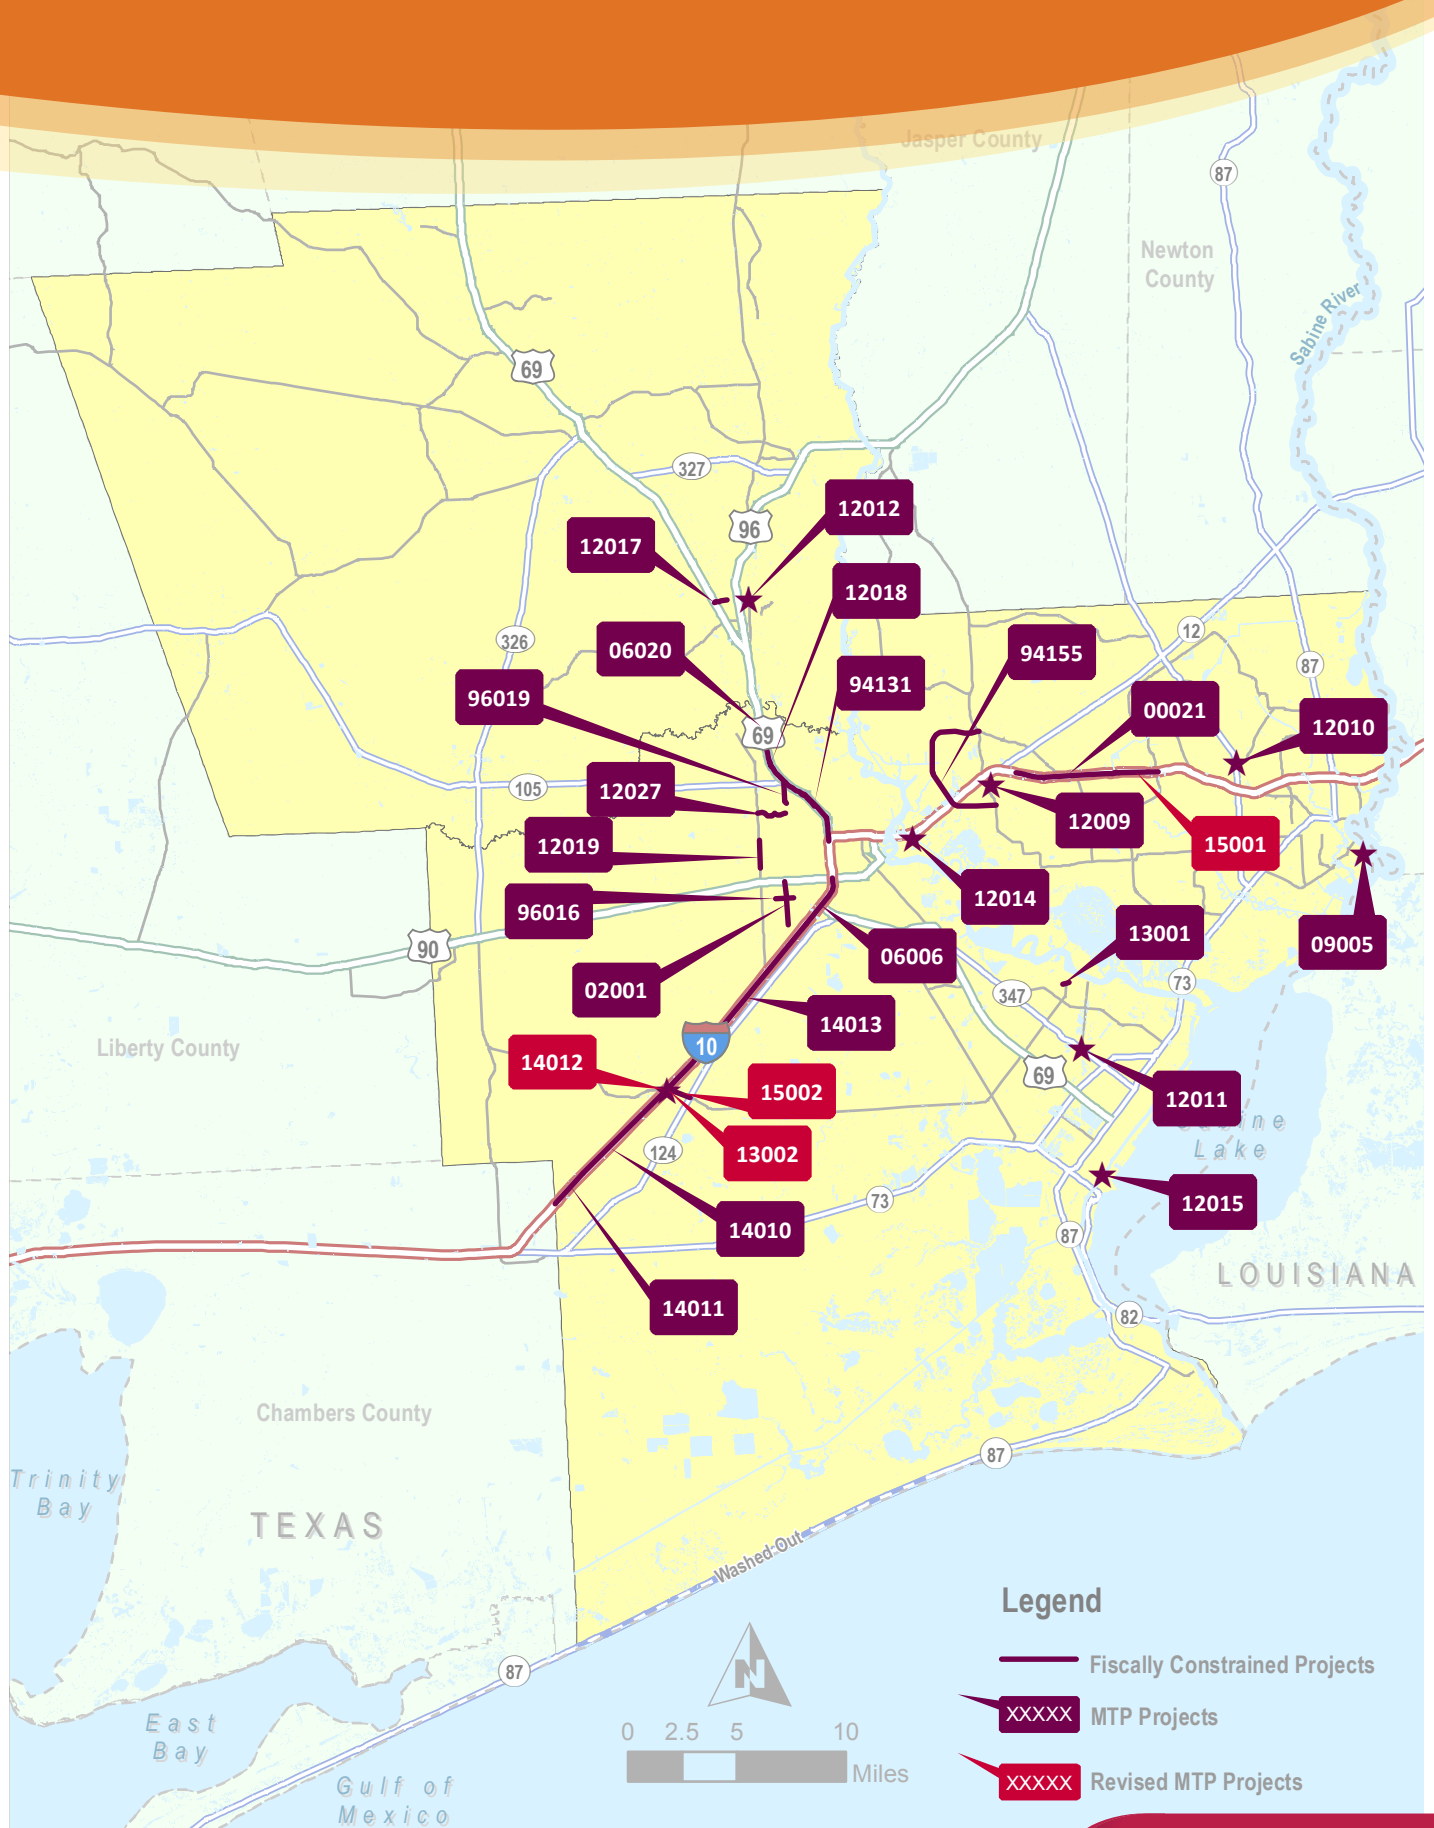 Jasper County
87
Newton
County
Sabine River
69
327
96
12012
12017
12018
12
326
06020
94155
87
94131
96019
00021
12010
69
105
12027
12009
12019
15001
12014
96016
13001
90
09005
06006
73
02001
347
14013
Liberty County
10
14012
69
15002
12011
Sabine
Lake
124
13002
73
12015
14010
87
LOUISIANA
14011
82
Chambers County
87
Trinity
Bay
TEXAS
Washed Out
Legend
87
Fiscally Constrained Projects
N
XXXXX MTP Projects
East
Bay
0 2.5 5 10
Miles
XXXXX Revised MTP Projects
Gulf of
Mexico